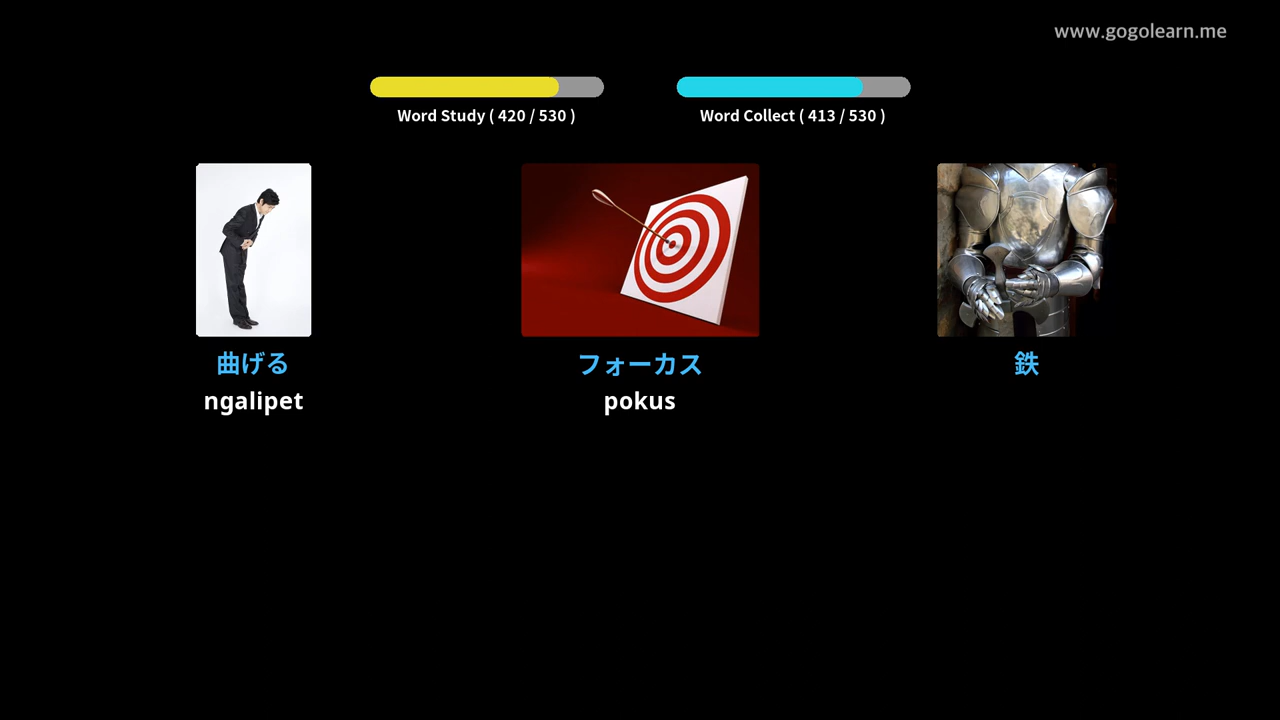 www.gogolearn.me
Word Study ( 420 / 530 )
Word Collect ( 413 / 530 )
曲げる
フォーカス
鉄
ngalipet
pokus